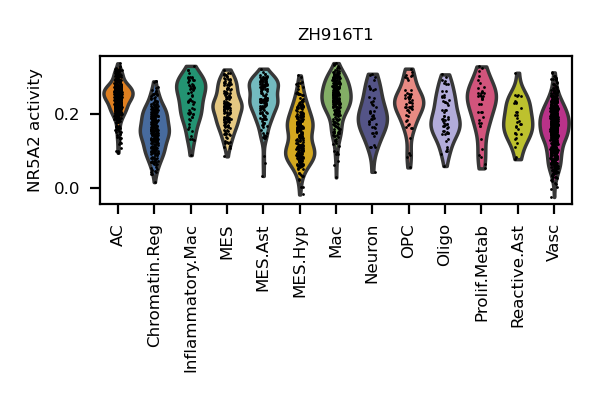 ZH916T1
NR5A2 activity
0.2
0.0
AC
Chromatin.Reg
Inflammatory.Mac
MES
MES.Ast
MES.Hyp
Mac
Neuron
OPC
Oligo
Prolif.Metab
Reactive.Ast
Vasc